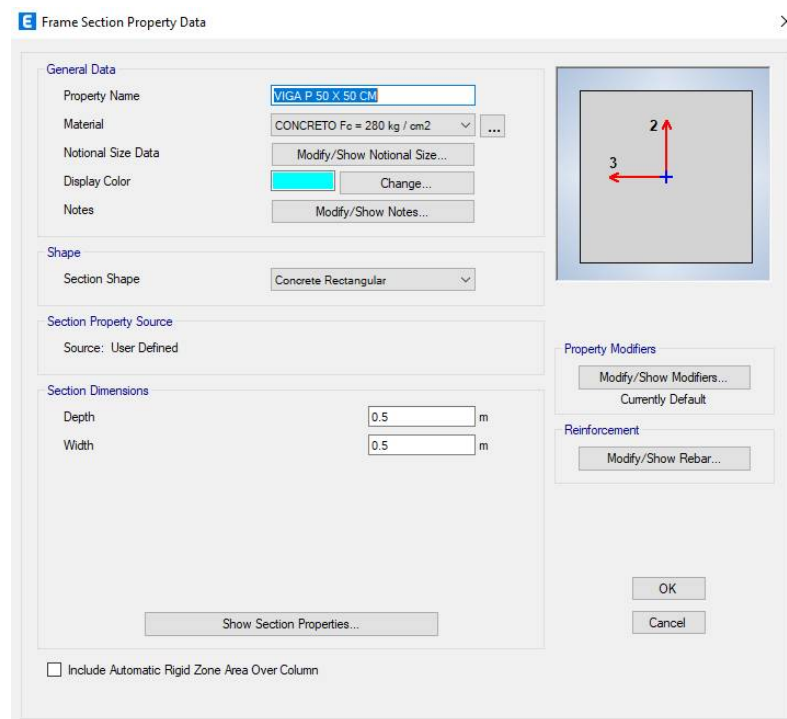 E Frame Section Property Data
General Data
Property Name VIGA P 50 X 50 CM
Material CONCRETO Fc = 280 kg / cm2 ...
Notional Size Data Modify/Show Notional Size...
Display Color Change...
Notes Modify/Show Notes...
2
3
Shape
Section Shape Concrete Rectangular
Section Property Source
Source: User Defined
Property Modifiers
Modify/Show Modifiers...
Currently Default
Section Dimensions
Depth 0.5 m
Width 0.5 m
Reinforcement
Modify/Show Rebar...
OK
Show Section Properties...
Cancel
Include Automatic Rigid Zone Area Over Column